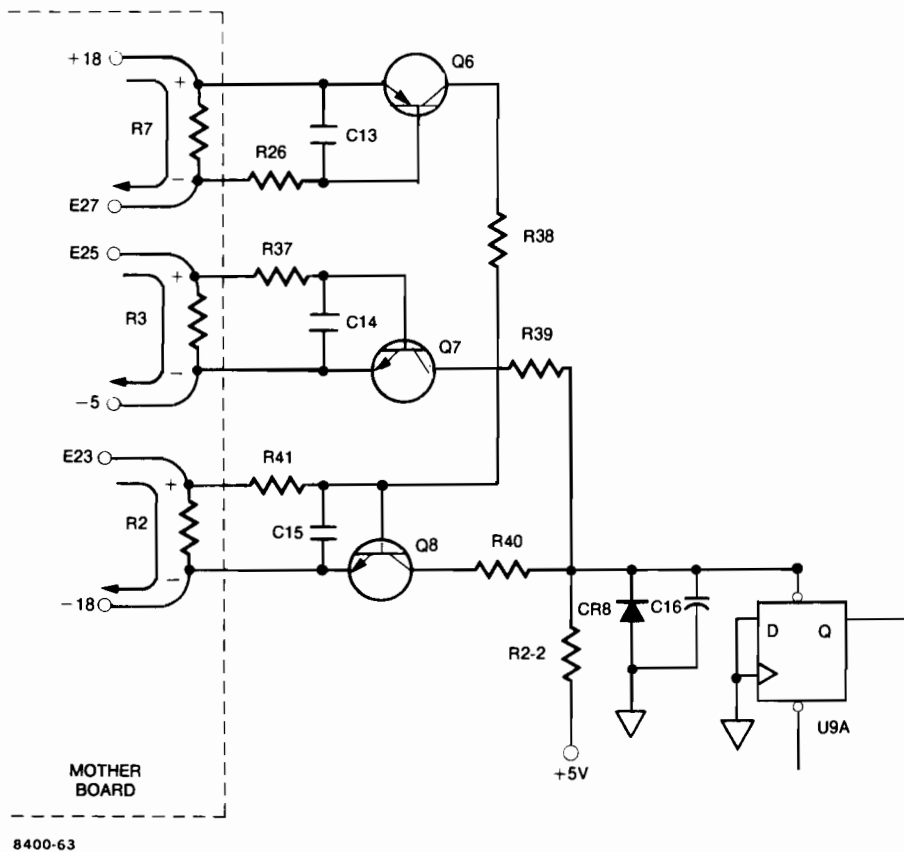 +18
Q6
+
R7
C13
R26
−
E27
R38
E25
R37
+
R3
C14
Q7
R39
−
−5
E23
R41
+
R2
C15
Q8
R40
−
−18
CR8
C16
D Q
R2-2
U9A
+5V
MOTHER
BOARD
8400-63